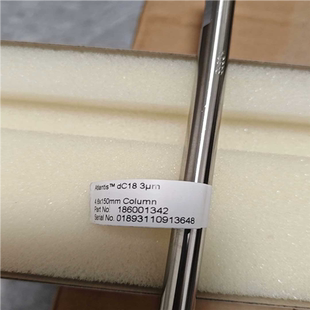 Atlantis™ dC18 3µm
4.6x150mm Column
Part No 186001342
Serial No. 01893110913648